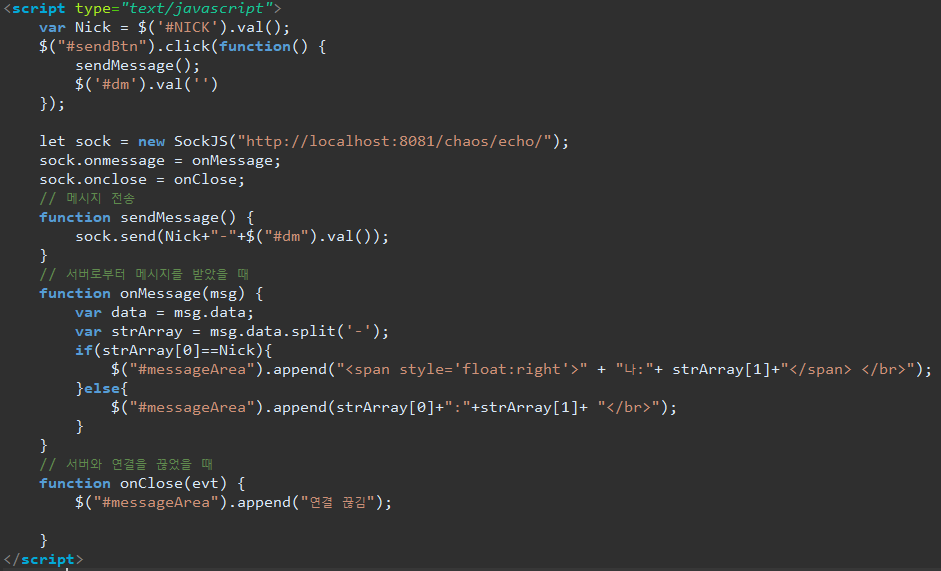 <script type="text/javascript">
var Nick = $('#NICK').val();
$("#sendBtn").click(function() {
sendMessage();
$('#dm').val('')
});
let sock = new SockJS("http://localhost:8081/chaos/echo/");
sock.onmessage = onMessage;
sock.onclose = onClose;
// 메시지 전송
function sendMessage() {
sock.send(Nick+"-"+$("#dm").val());
}
// 서버로부터 메시지를 받았을 때
function onMessage(msg) {
var data = msg.data;
var strArray = msg.data.split('-');
if(strArray[0]==Nick){
$("#messageArea").append("<span style='float:right'>" + "나:"+ strArray[1]+"</span> </br>");
}else{
$("#messageArea").append(strArray[0]+":"+strArray[1]+ "</br>");
}
}
// 서버와 연결을 끊었을 때
function onClose(evt) {
$("#messageArea").append("연결 끊김");
}
</script>